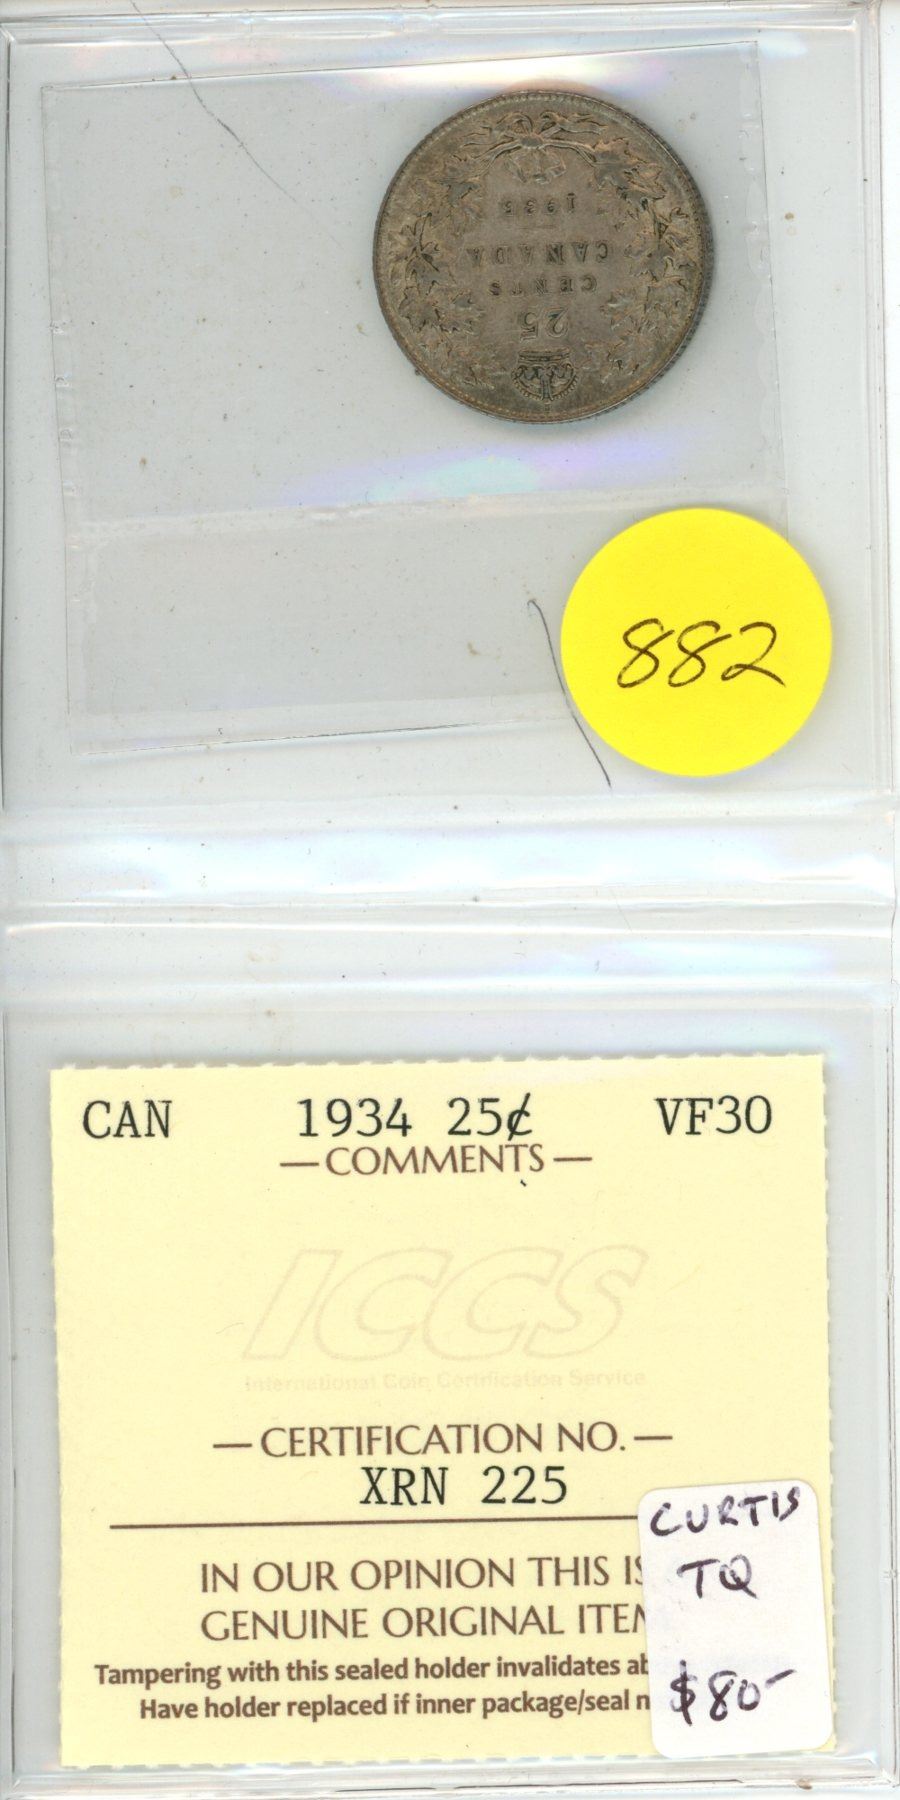 25
CENTS
CANADA
882
CAN 1934 25¢ VF30
— COMMENTS —
ICCS
International Coin Certification Service
— CERTIFICATION NO. —
XRN 225
IN OUR OPINION THIS IS
GENUINE ORIGINAL ITEM
Tampering with this sealed holder invalidates
Have holder replaced if inner package/seal
CURTIS
TQ
$80-